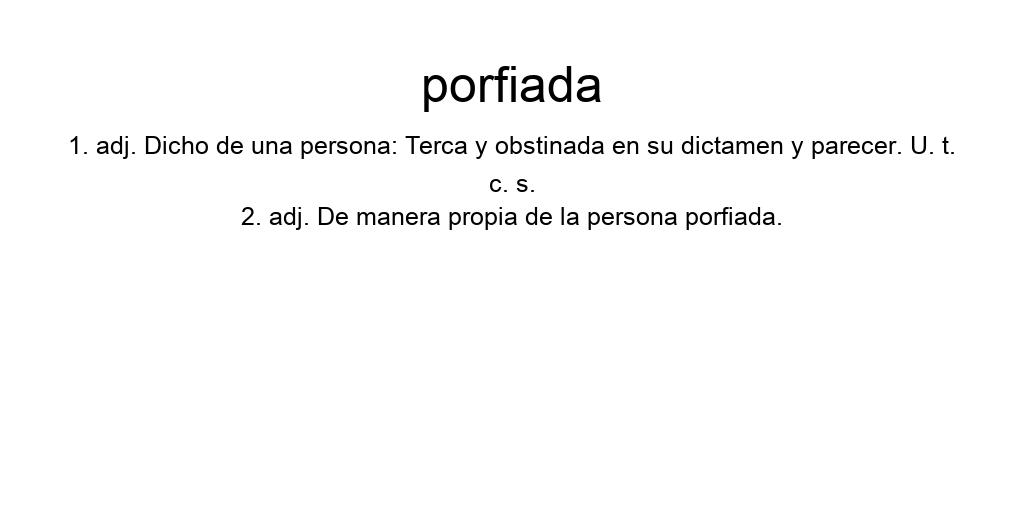 porfiada
1. adj. Dicho de una persona: Terca y obstinada en su dictamen y parecer. U. t.
c. s.
2. adj. De manera propia de la persona porfiada.